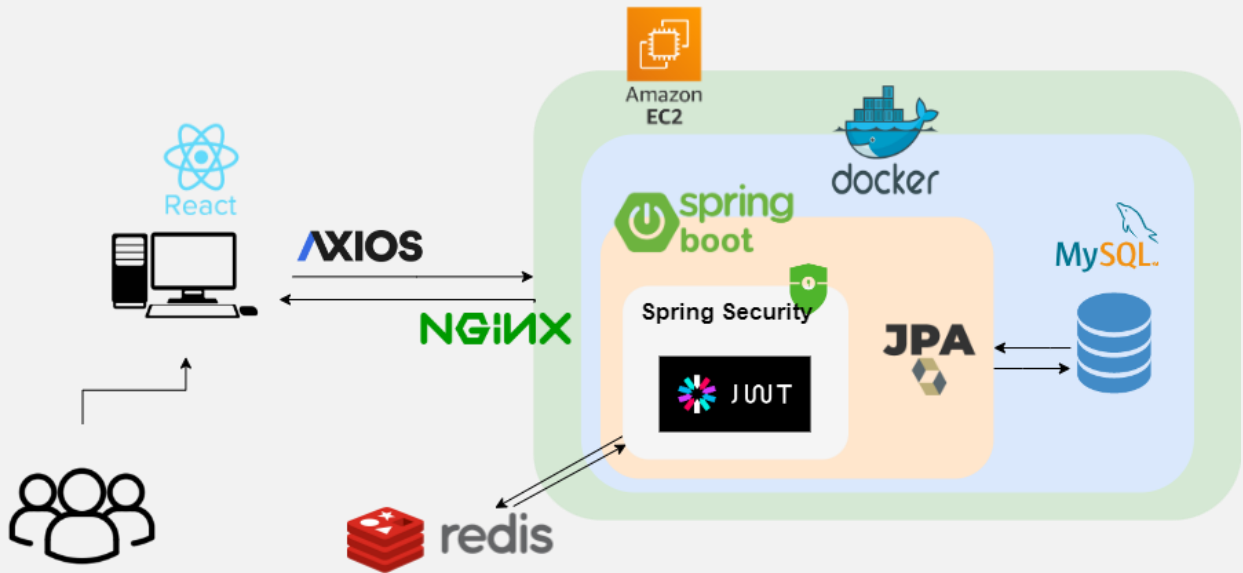 Amazon
EC2
docker
React
spring
boot
MySQL
AXIOS
Spring Security
NGiNX
JPA
JWT
redis